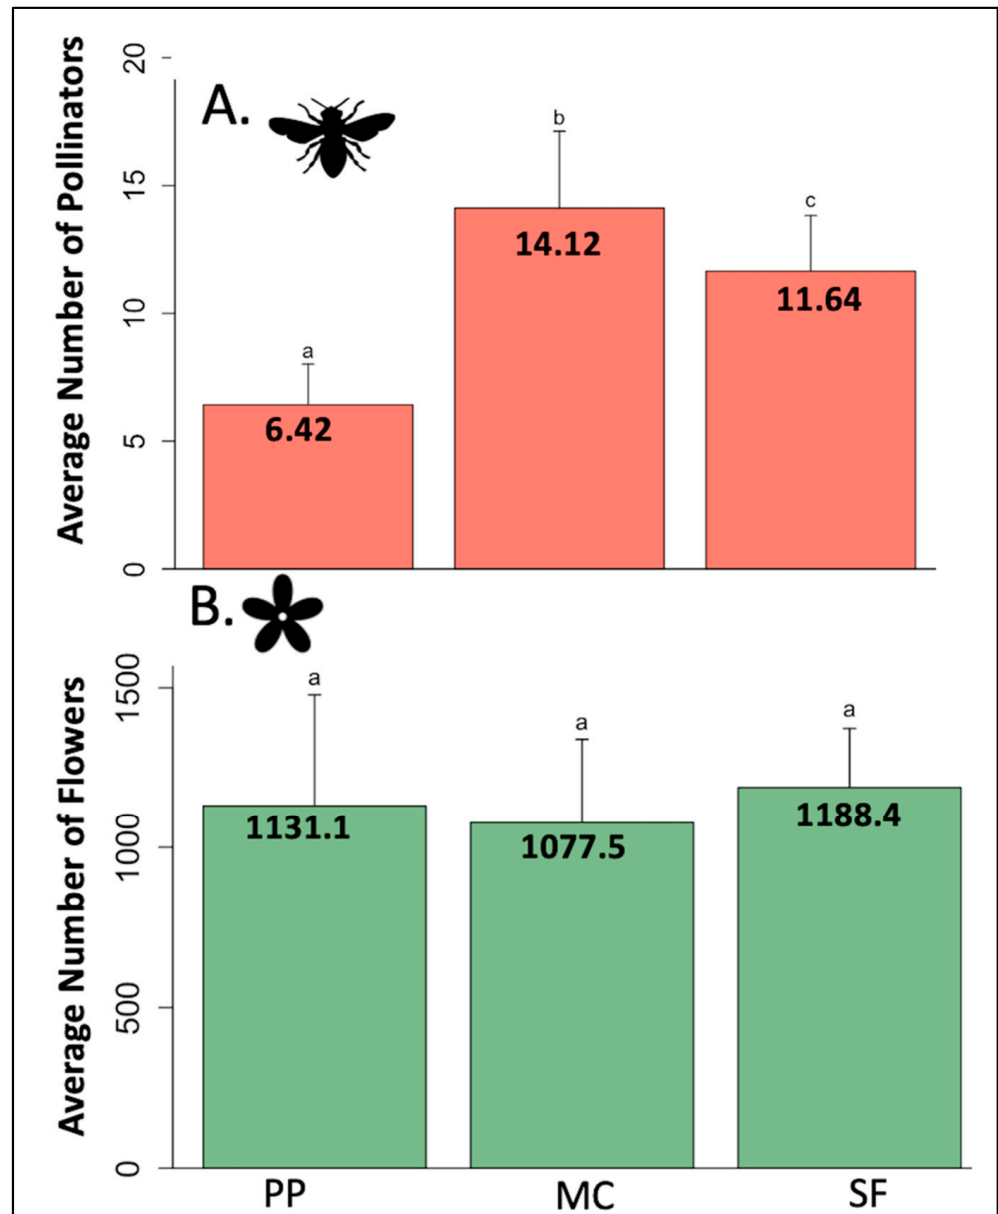 Average Number of Pollinators
20
15
10
5
0
A.
a
6.42
b
14.12
c
11.64
Average Number of Flowers
1500
1000
500
0
B.
a
1131.1
a
1077.5
a
1188.4
PP
MC
SF